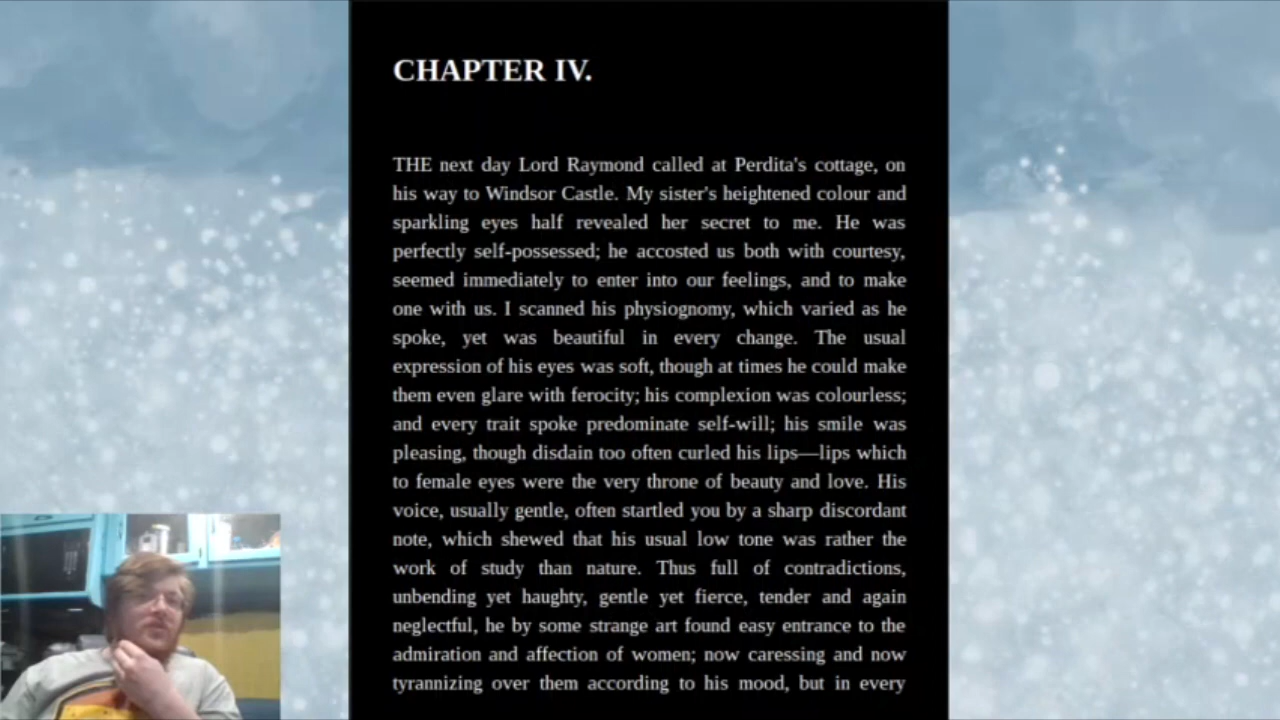 CHAPTER IV.
THE next day Lord Raymond called at Perdita's cottage, on
his way to Windsor Castle. My sister's heightened colour and
sparkling eyes half revealed her secret to me. He was
perfectly self-possessed; he accosted us both with courtesy,
seemed immediately to enter into our feelings, and to make
one with us. I scanned his physiognomy, which varied as he
spoke, yet was beautiful in every change. The usual
expression of his eyes was soft, though at times he could make
them even glare with ferocity; his complexion was colourless;
and every trait spoke predominate self-will; his smile was
pleasing, though disdain too often curled his lips—lips which
to female eyes were the very throne of beauty and love. His
voice, usually gentle, often startled you by a sharp discordant
note, which shewed that his usual low tone was rather the
work of study than nature. Thus full of contradictions,
unbending yet haughty, gentle yet fierce, tender and again
neglectful, he by some strange art found easy entrance to the
admiration and affection of women; now caressing and now
tyrannizing over them according to his mood, but in every